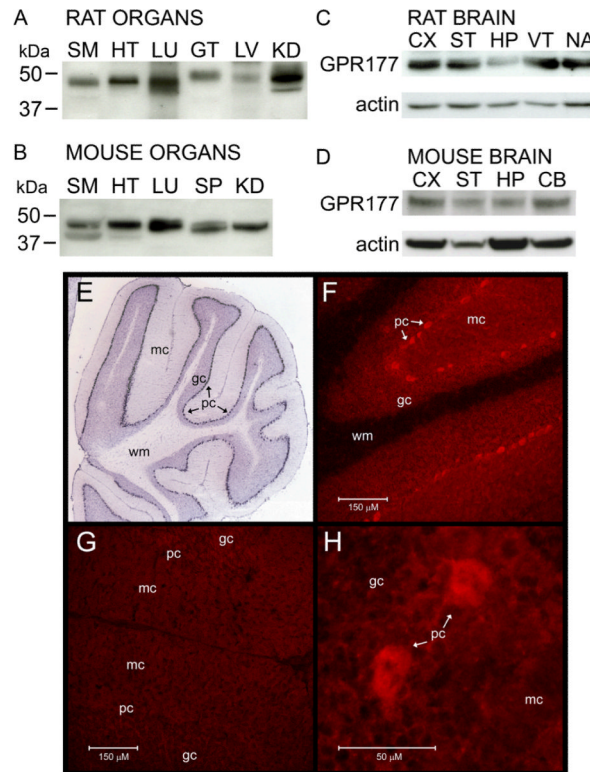 A RAT ORGANS
kDa SM HT LU GT LV KD
50
37
B MOUSE ORGANS
kDa SM HT LU SP KD
50
37
C RAT BRAIN
CX ST HP VT NA
GPR177
actin
D MOUSE BRAIN
CX ST HP CB
GPR177
actin
E
mc
gc
pc
wm
F
pc
mc
gc
wm
150 μM
G
gc
pc
mc
mc
pc
gc
150 μM
H
gc
pc
mc
50 μM